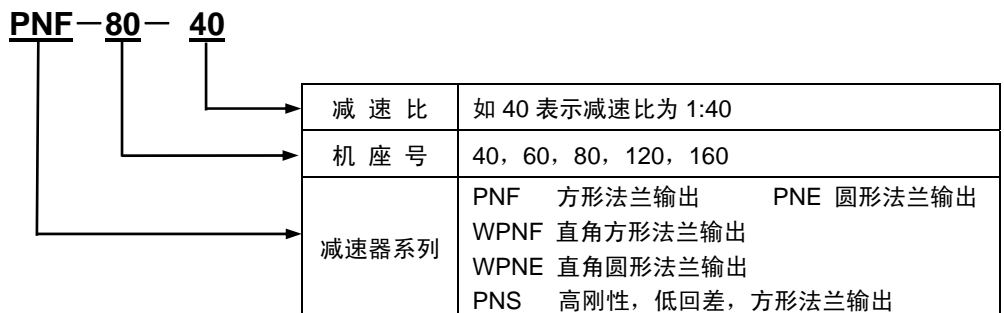 PNF－80－ 40
减 速 比 如 40 表示减速比为 1:40
机 座 号 40，60，80，120，160
减速器系列
PNF 方形法兰输出 PNE 圆形法兰输出
WPNF 直角方形法兰输出
WPNE 直角圆形法兰输出
PNS 高刚性，低回差，方形法兰输出